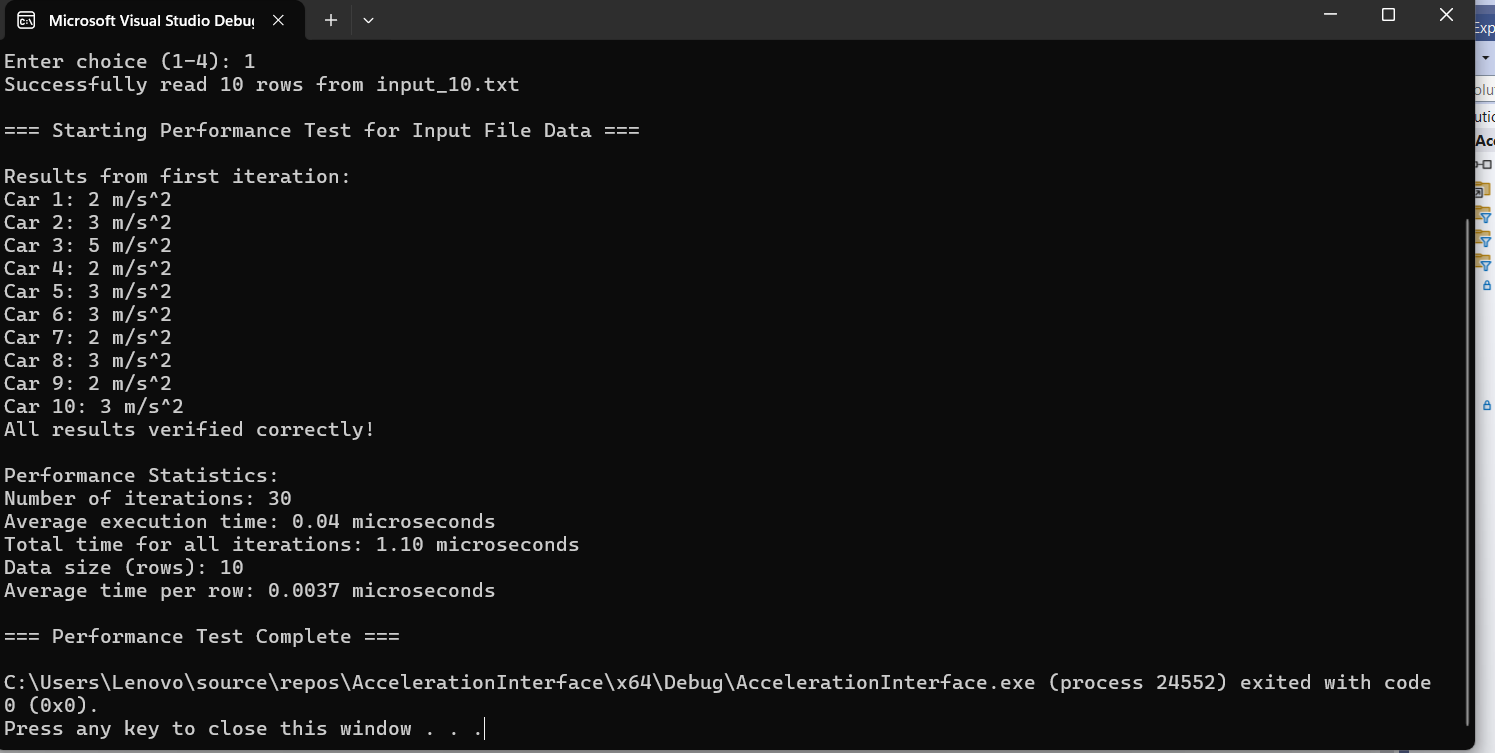 Microsoft Visual Studio Debu
Enter choice (1-4): 1
Successfully read 10 rows from input_10.txt
=== Starting Performance Test for Input File Data ===
Results from first iteration:
Car 1: 2 m/s^2
Car 2: 3 m/s^2
Car 3: 5 m/s^2
Car 4: 2 m/s^2
Car 5: 3 m/s^2
Car 6: 3 m/s^2
Car 7: 2 m/s^2
Car 8: 3 m/s^2
Car 9: 2 m/s^2
Car 10: 3 m/s^2
All results verified correctly!
Performance Statistics:
Number of iterations: 30
Average execution time: 0.04 microseconds
Total time for all iterations: 1.10 microseconds
Data size (rows): 10
Average time per row: 0.0037 microseconds
=== Performance Test Complete ===
C:\Users\Lenovo\source\repos\AccelerationInterface\x64\Debug\AccelerationInterface.exe (process 24552) exited with code
0 (0x0).
Press any key to close this window . . .
Exp
olu
utio
Acc